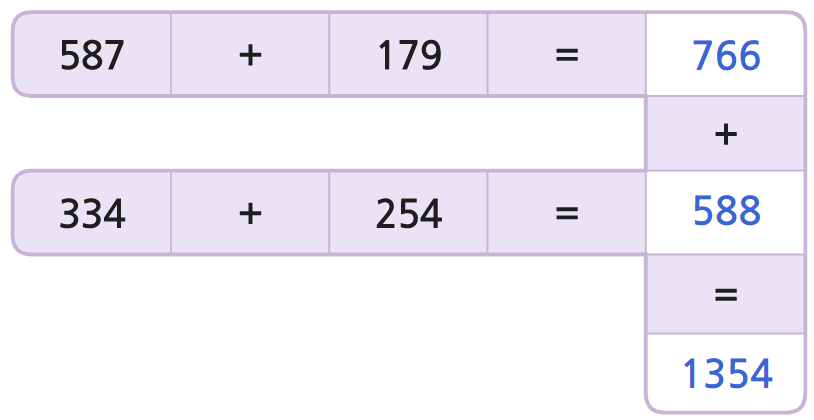 587 + 179 = 766
+
334 + 254 = 588
=
1354